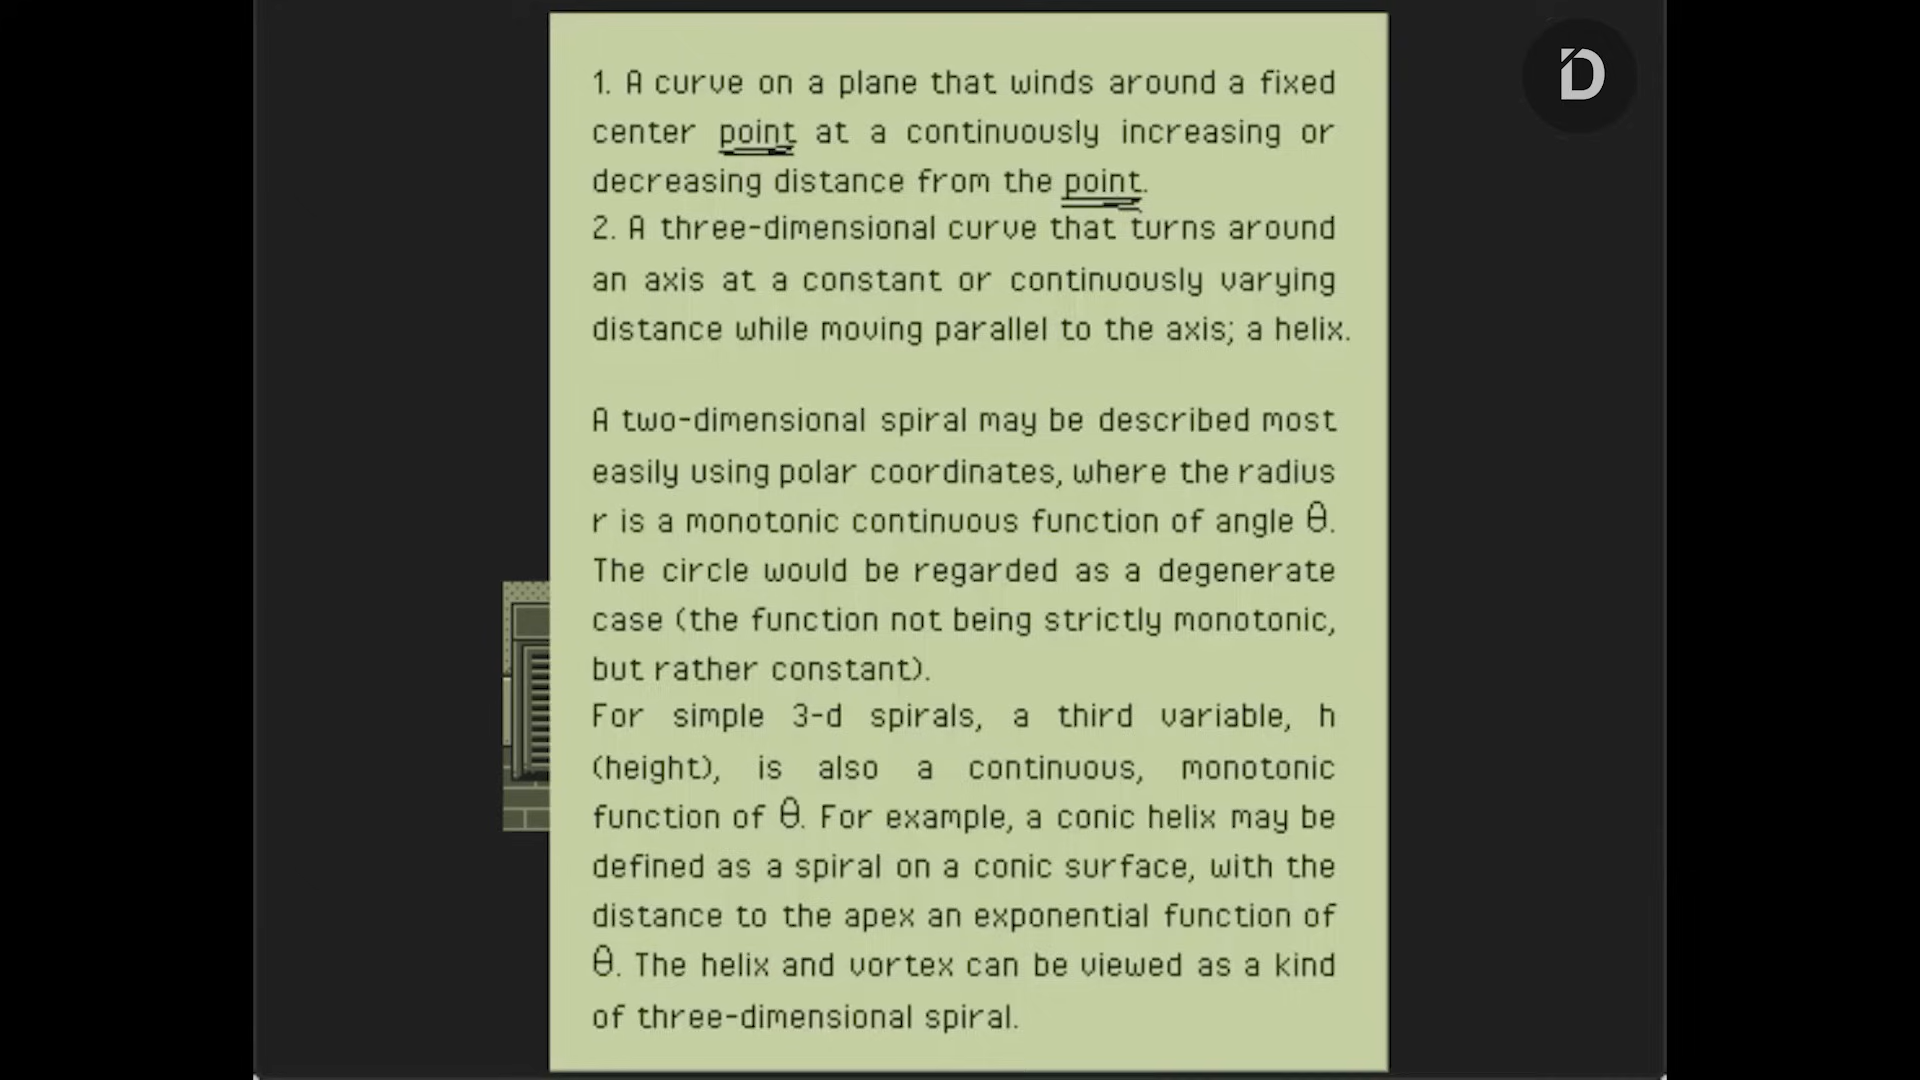 1. A curve on a plane that winds around a fixed
center point at a continuously increasing or
decreasing distance from the point.
2. A three-dimensional curve that turns around
an axis at a constant or continuously varying
distance while moving parallel to the axis; a helix.
A two-dimensional spiral may be described most
easily using polar coordinates, where the radius
r is a monotonic continuous function of angle θ.
The circle would be regarded as a degenerate
case (the function not being strictly monotonic,
but rather constant).
For simple 3-d spirals, a third variable, h
(height), is also a continuous, monotonic
function of θ. For example, a conic helix may be
defined as a spiral on a conic surface, with the
distance to the apex an exponential function of
θ. The helix and vortex can be viewed as a kind
of three-dimensional spiral.
D